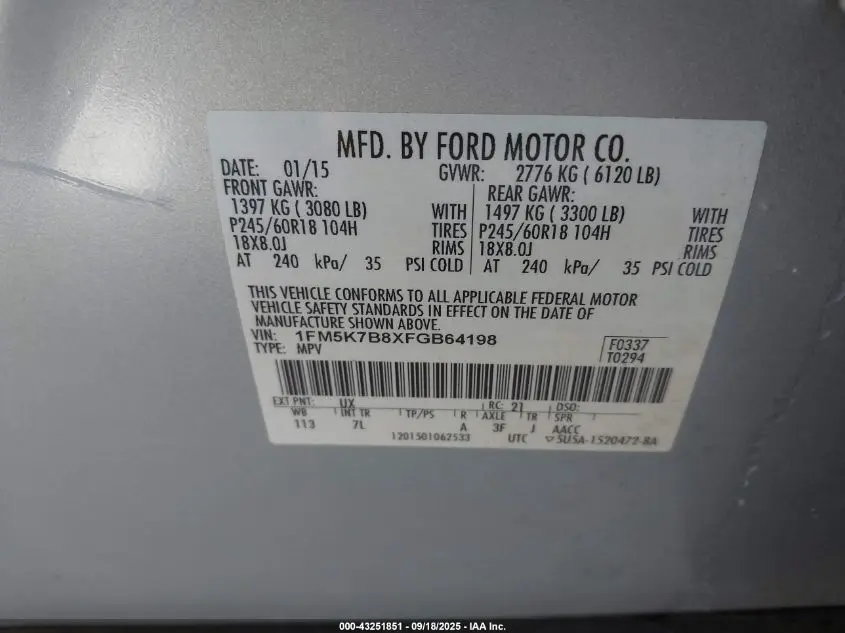 MFD. BY FORD MOTOR CO.
DATE: 01/15 GVWR: 2776 KG ( 6120 LB)
FRONT GAWR: REAR GAWR:
1397 KG ( 3080 LB) WITH 1497 KG ( 3300 LB) WITH
P245/60R18 104H TIRES P245/60R18 104H TIRES
18X8.0J RIMS 18X8.0J RIMS
AT 240 kPa/ 35 PSI COLD AT 240 kPa/ 35 PSI COLD
THIS VEHICLE CONFORMS TO ALL APPLICABLE FEDERAL MOTOR
VEHICLE SAFETY STANDARDS IN EFFECT ON THE DATE OF
MANUFACTURE SHOWN ABOVE.
VIN: 1FM5K7B8XFGB64198 F0337
TYPE: MPV T0294
EXT PNT: UX RC: 21 DSO:
WB INT TR TP/PS R AXLE TR SPR
113 7L A 3F J AACC
1201501062533 UTC ▽5U5A-1520472-BA
000-43251851 - 09/18/2025 - IAA Inc.